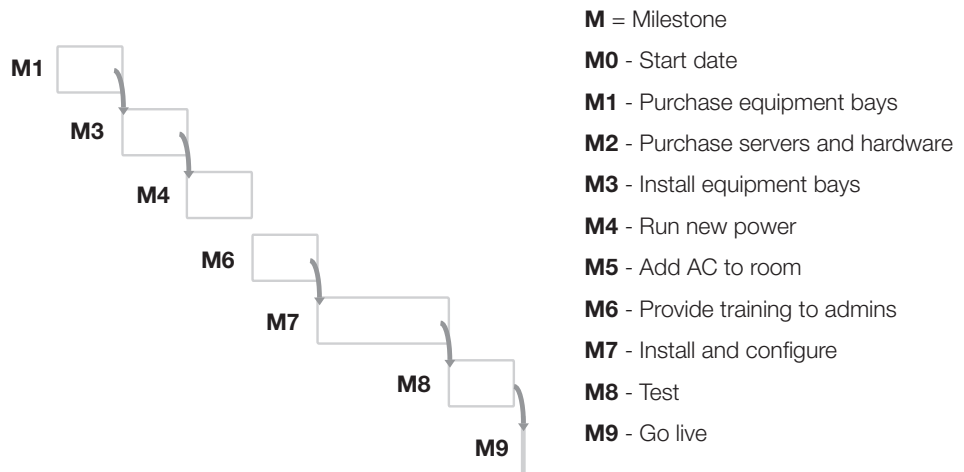 M1
M3
M4
M6
M7
M8
M9
M = Milestone
M0 - Start date
M1 - Purchase equipment bays
M2 - Purchase servers and hardware
M3 - Install equipment bays
M4 - Run new power
M5 - Add AC to room
M6 - Provide training to admins
M7 - Install and configure
M8 - Test
M9 - Go live